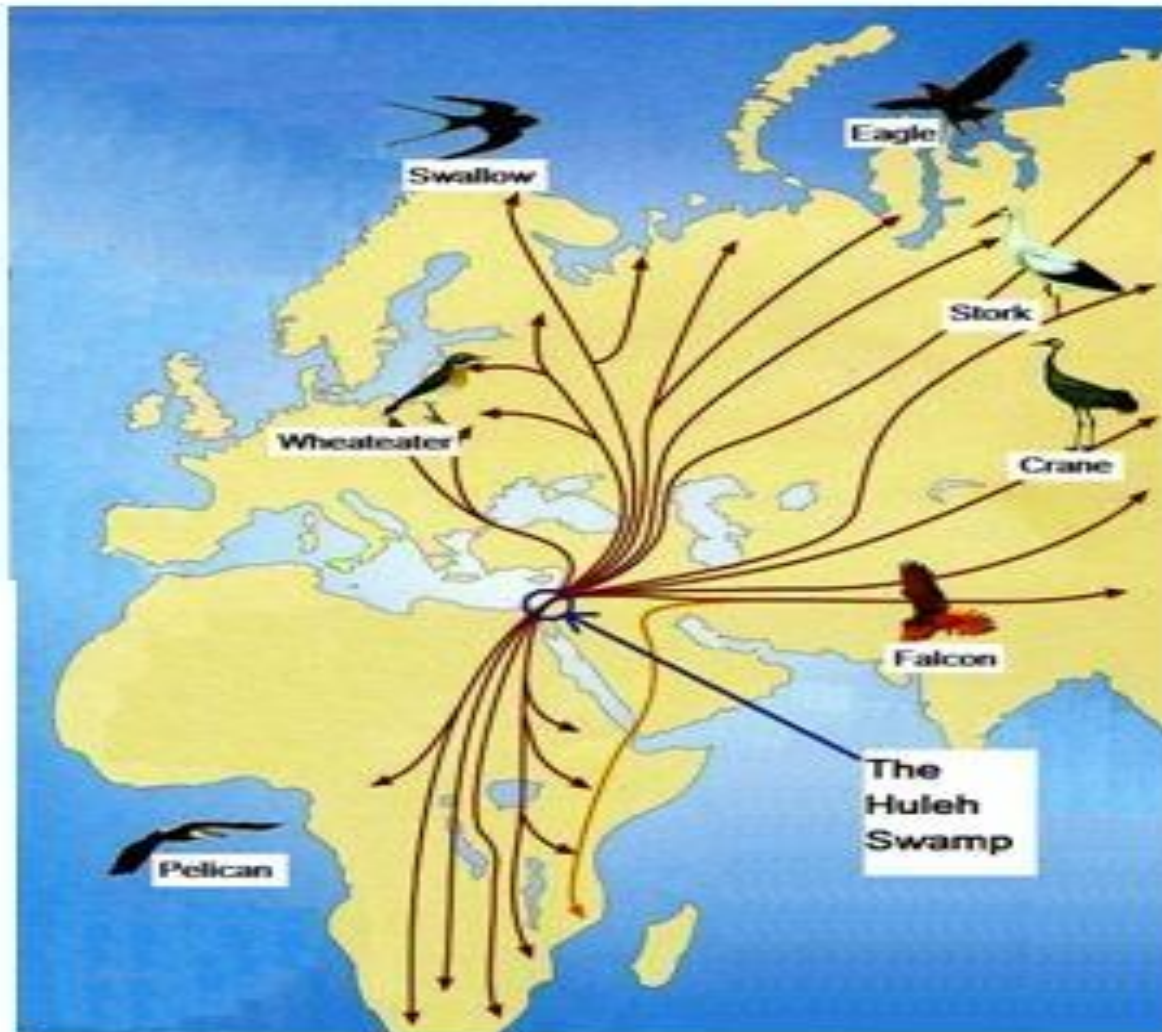 Eagle
Swallow
Stork
Wheateater
Crane
Falcon
The
Huleh
Swamp
Pelican